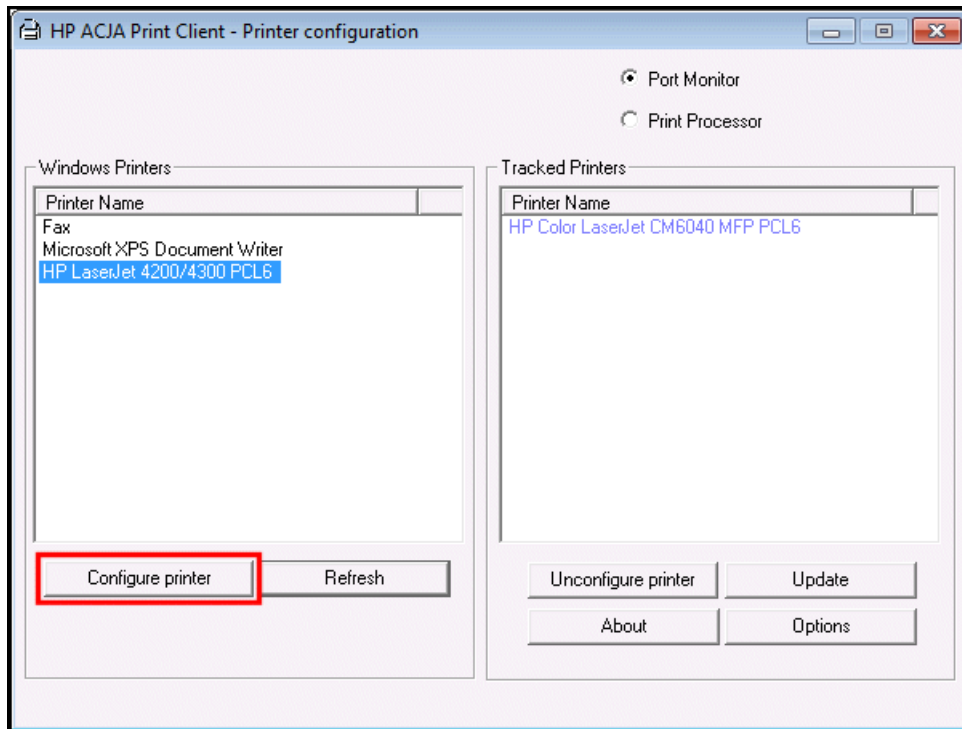 HP ACJA Print Client - Printer configuration
Port Monitor
Print Processor
Windows Printers
Printer Name
Fax
Microsoft XPS Document Writer
HP LaserJet 4200/4300 PCL6
Configure printer
Refresh
Tracked Printers
Printer Name
HP Color LaserJet CM6040 MFP PCL6
Unconfigure printer
Update
About
Options